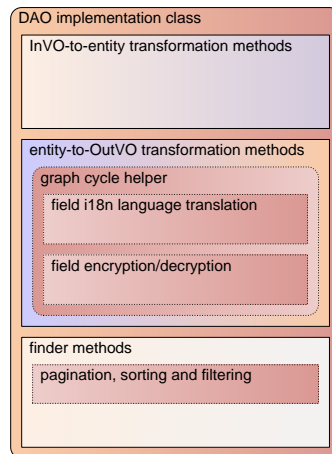 DAO implementation class
InVO-to-entity transformation methods
entity-to-OutVO transformation methods
graph cycle helper
field i18n language translation
field encryption/decryption
finder methods
pagination, sorting and filtering